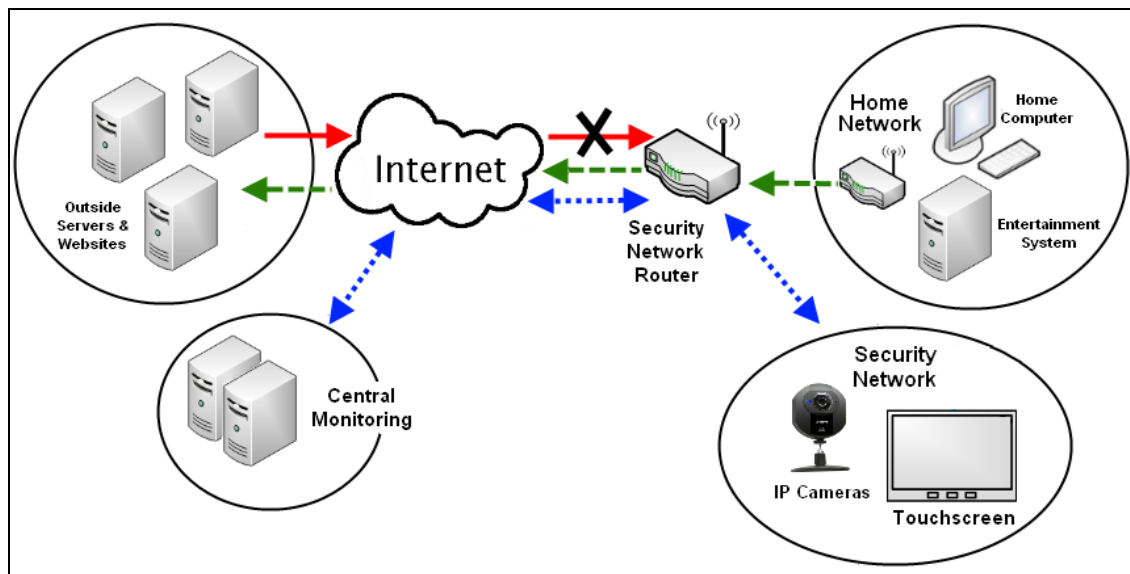 Outside
Servers &
Websites
Internet
Security
Network
Router
Home
Network
Home
Computer
Entertainment
System
Central
Monitoring
Security
Network
IP Cameras
Touchscreen